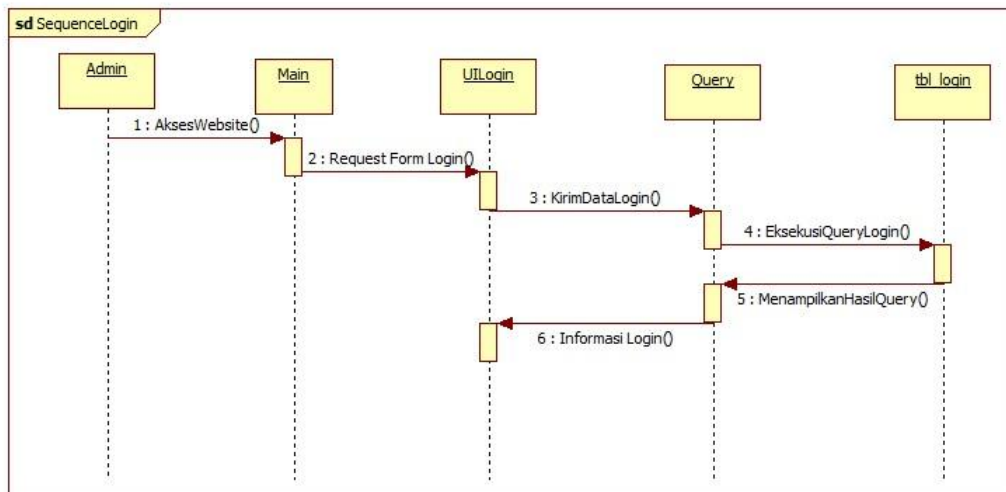 sd SequenceLogin
Admin
Main
UILogin
Query
tbl_login
1 : AksesWebsite()
2 : Request Form Login()
3 : KirimDataLogin()
4 : EksekusiQueryLogin()
5 : MenampilkanHasilQuery()
6 : Informasi Login()